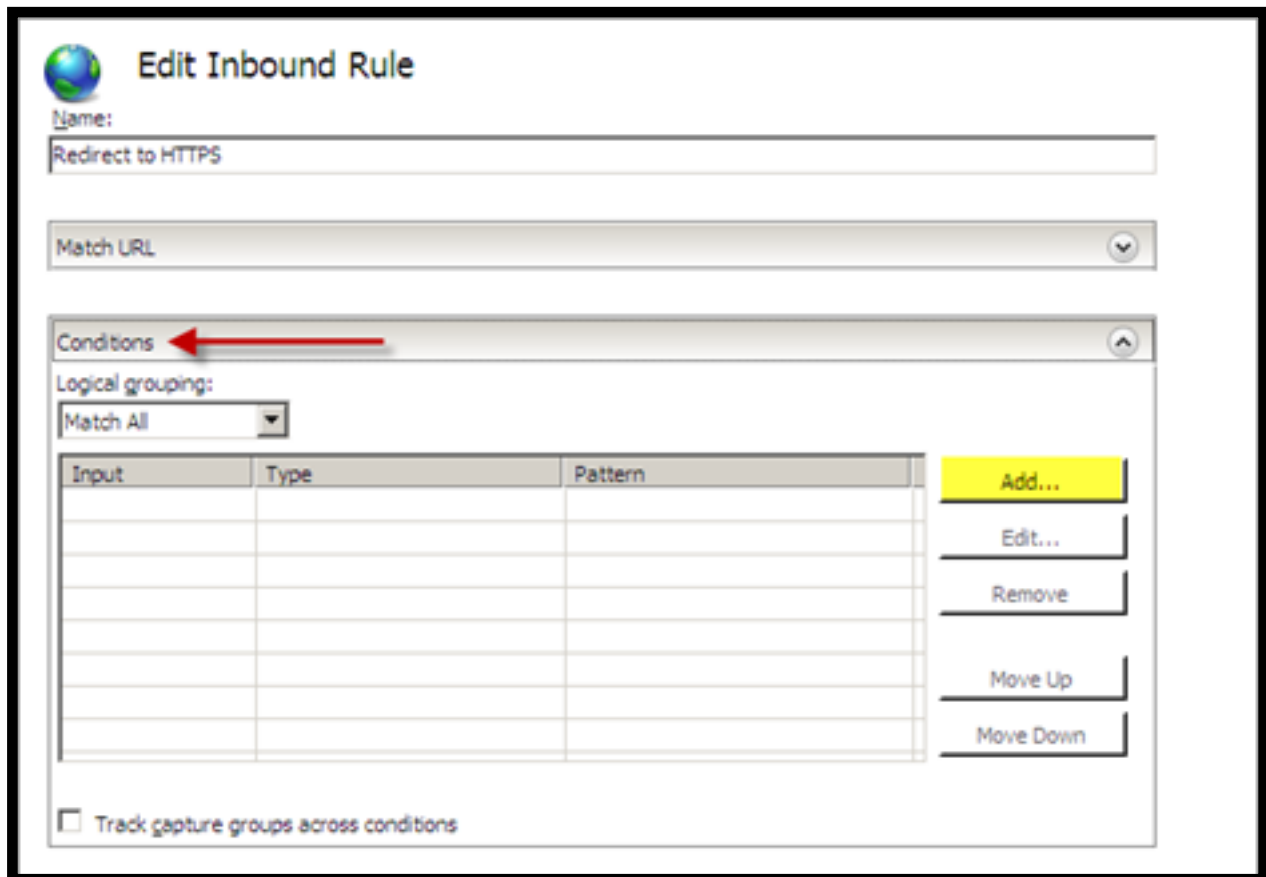 Edit Inbound Rule
Name:
Redirect to HTTPS
Match URL
Conditions
Logical grouping:
Match All
Input Type Pattern
Add...
Edit...
Remove
Move Up
Move Down
Track capture groups across conditions